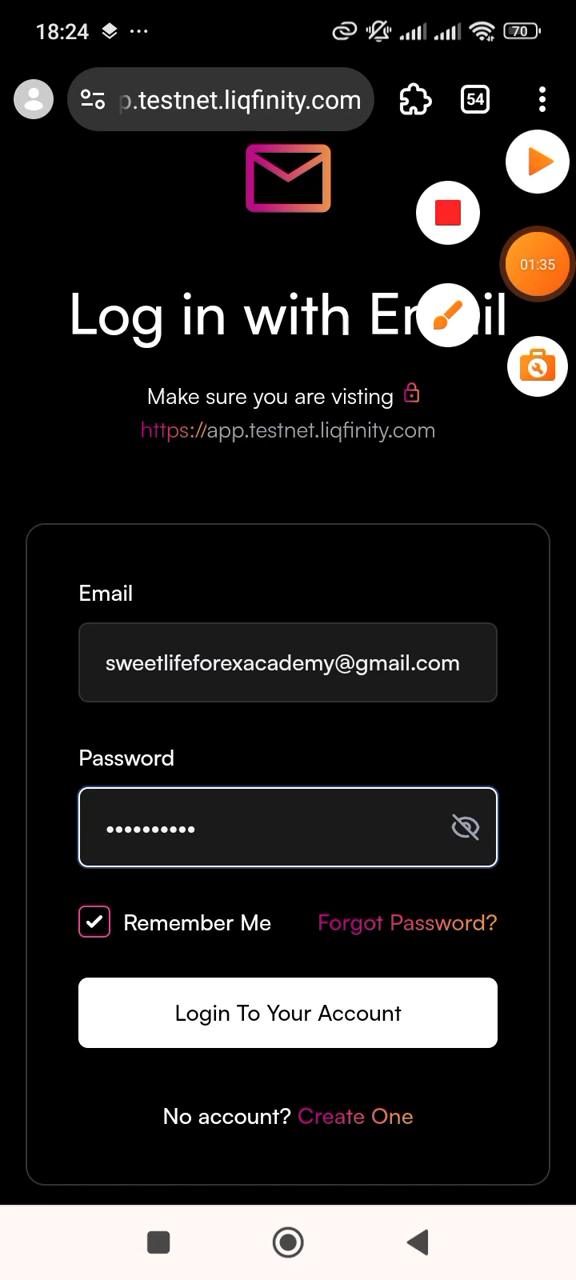 18:24
70
p.testnet.liqfinity.com
54
01:35
Log in with Email
Make sure you are visting
https://app.testnet.liqfinity.com
Email
sweetlifeforexacademy@gmail.com
Password
••••••••••
Remember Me
Forgot Password?
Login To Your Account
No account? Create One